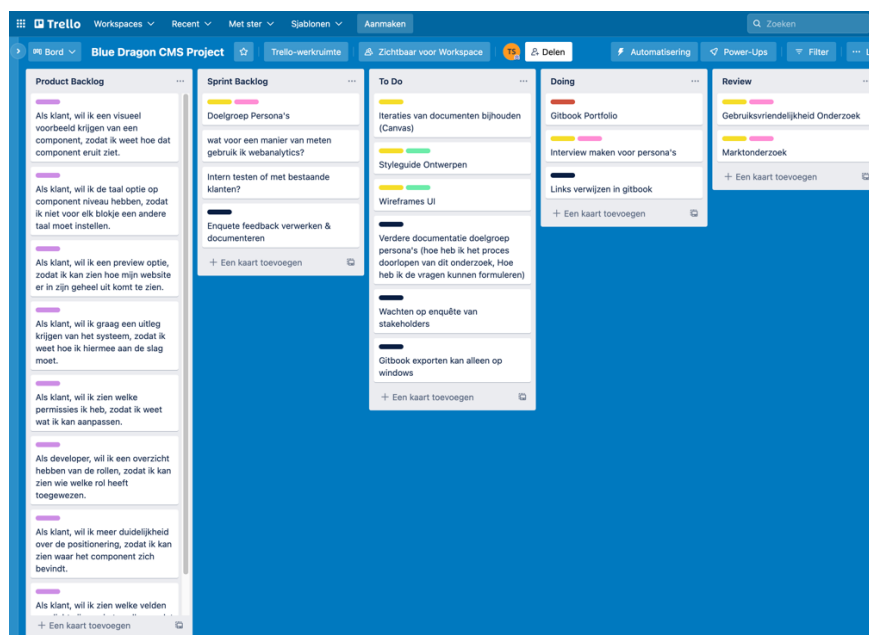 Trello Workspaces Recent Met ster Sjablonen Aanmaken Zoeken
Bord Blue Dragon CMS Project Trello-werkruimte Zichtbaar voor Workspace TS Delen Automatisering Power-Ups Filter
Product Backlog
Als klant, wil ik een visueel
voorbeeld krijgen van een
component, zodat ik weet hoe dat
component eruit ziet.
Als klant, wil ik de taal optie op
component niveau hebben, zodat
ik niet voor elk blokje een andere
taal moet instellen.
Als klant, wil ik een preview optie,
zodat ik kan zien hoe mijn website
er in zijn geheel uit komt te zien.
Als klant, wil ik graag een uitleg
krijgen van het systeem, zodat ik
weet hoe ik hiermee aan de slag
moet.
Als klant, wil ik zien welke
permissies ik heb, zodat ik weet
wat ik kan aanpassen.
Als developer, wil ik een overzicht
hebben van de rollen, zodat ik kan
zien wie welke rol heeft
toegewezen.
Als klant, wil ik meer duidelijkheid
over de positionering, zodat ik kan
zien waar het component zich
bevindt.
Als klant, wil ik zien welke velden
+ Een kaart toevoegen
Sprint Backlog
Doelgroep Persona's
wat voor een manier van meten
gebruik ik webanalytics?
Intern testen of met bestaande
klanten?
Enquete feedback verwerken &
documenteren
+ Een kaart toevoegen
To Do
Iteraties van documenten bijhouden
(Canvas)
Styleguide Ontwerpen
Wireframes UI
Verdere documentatie doelgroep
persona's (hoe heb ik het proces
doorlopen van dit onderzoek, Hoe
heb ik de vragen kunnen formuleren)
Wachten op enquête van
stakeholders
Gitbook exporten kan alleen op
windows
+ Een kaart toevoegen
Doing
Gitbook Portfolio
Interview maken voor persona's
Links verwijzen in gitbook
+ Een kaart toevoegen
Review
Gebruiksvriendelijkheid Onderzoek
Marktonderzoek
+ Een kaart toevoegen